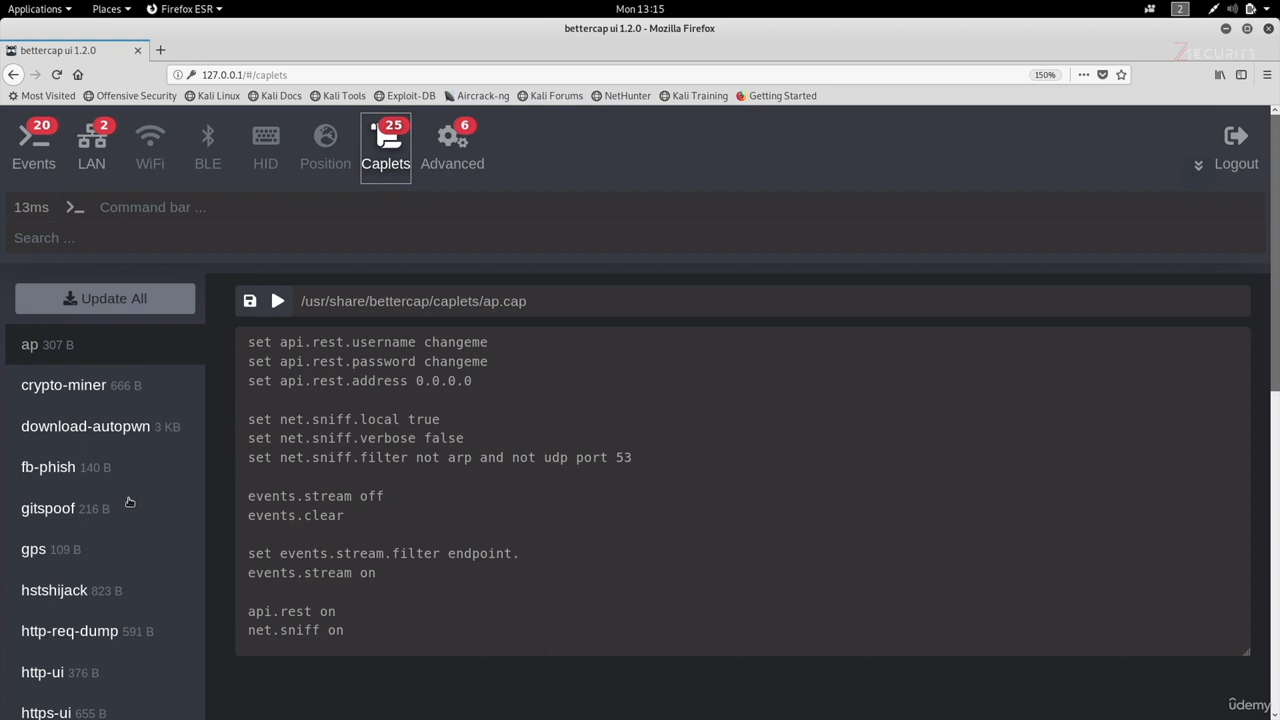 Applications
Places
Firefox ESR
Mon 13:15
2
bettercap ui 1.2.0 - Mozilla Firefox
bettercap ui 1.2.0
SECURITY
127.0.0.1/#/caplets
150%
Most Visited
Offensive Security
Kali Linux
Kali Docs
Kali Tools
Exploit-DB
Aircrack-ng
Kali Forums
NetHunter
Kali Training
Getting Started
20
2
25
6
Events
LAN
WiFi
BLE
HID
Position
Caplets
Advanced
Logout
13ms
Command bar ...
Search ...
Update All
/usr/share/bettercap/caplets/ap.cap
ap 307 B
crypto-miner 666 B
download-autopwn 3 KB
fb-phish 140 B
gitspoof 216 B
gps 109 B
hstshijack 823 B
http-req-dump 591 B
http-ui 376 B
https-ui 655 B
set api.rest.username changeme
set api.rest.password changeme
set api.rest.address 0.0.0.0
set net.sniff.local true
set net.sniff.verbose false
set net.sniff.filter not arp and not udp port 53
events.stream off
events.clear
set events.stream.filter endpoint.
events.stream on
api.rest on
net.sniff on
udemy